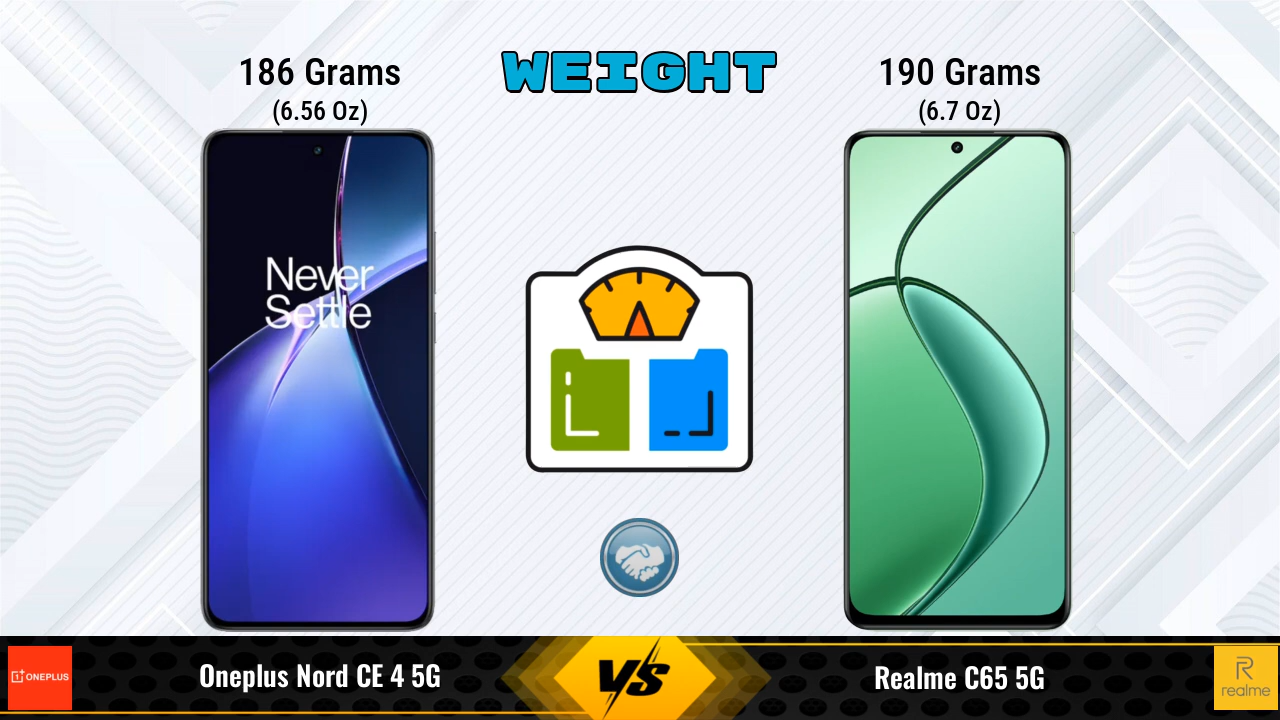 WEIGHT
186 Grams
(6.56 Oz)
190 Grams
(6.7 Oz)
Never
Settle
1+ ONEPLUS
Oneplus Nord CE 4 5G
VS
Realme C65 5G
R
realme